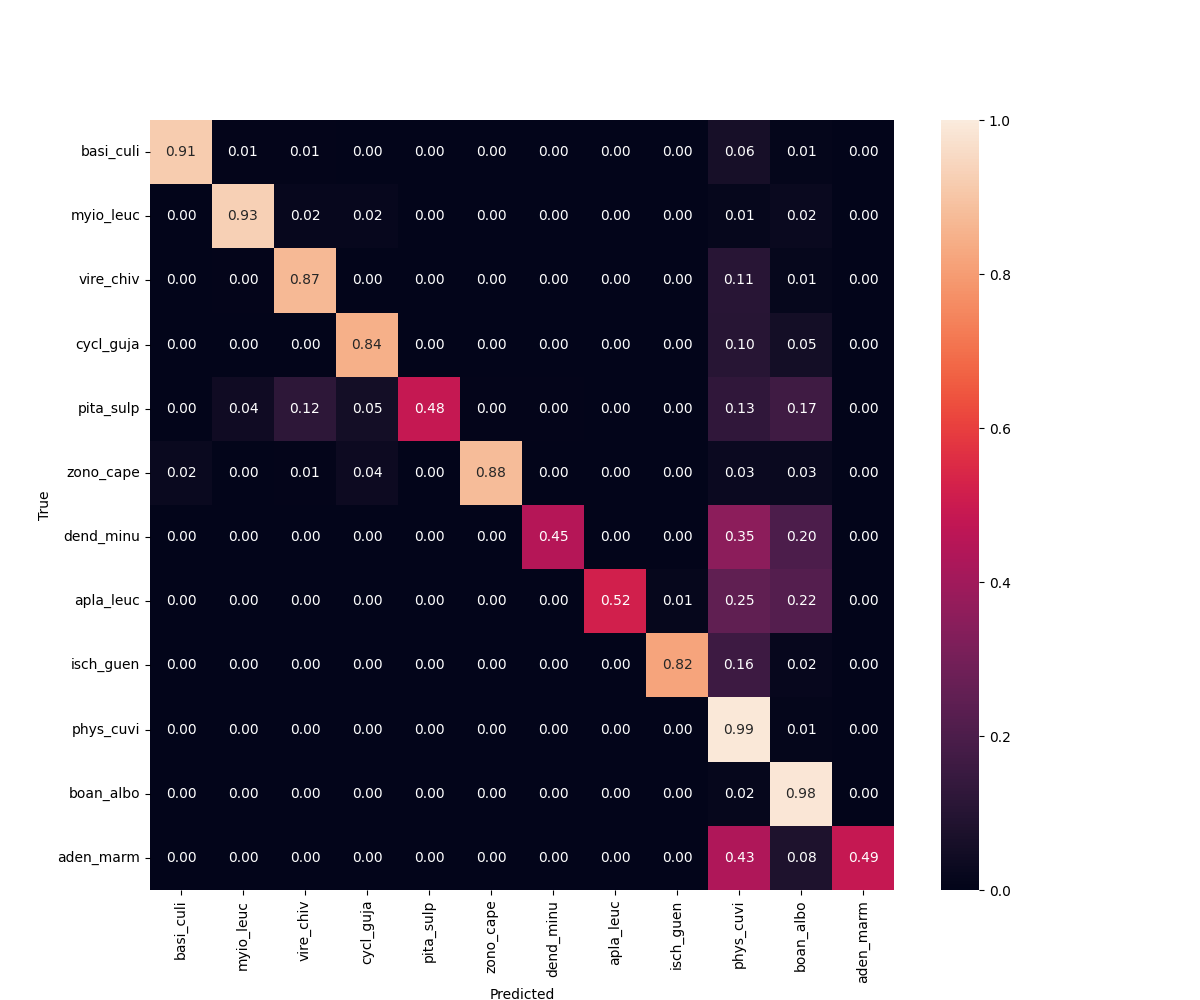 basi_culi 0.91 0.01 0.01 0.00 0.00 0.00 0.00 0.00 0.00 0.06 0.01 0.00
myio_leuc 0.00 0.93 0.02 0.02 0.00 0.00 0.00 0.00 0.00 0.01 0.02 0.00
vire_chiv 0.00 0.00 0.87 0.00 0.00 0.00 0.00 0.00 0.00 0.11 0.01 0.00
cycl_guja 0.00 0.00 0.00 0.84 0.00 0.00 0.00 0.00 0.00 0.10 0.05 0.00
pita_sulp 0.00 0.04 0.12 0.05 0.48 0.00 0.00 0.00 0.00 0.13 0.17 0.00
zono_cape 0.02 0.00 0.01 0.04 0.00 0.88 0.00 0.00 0.00 0.03 0.03 0.00
dend_minu 0.00 0.00 0.00 0.00 0.00 0.00 0.45 0.00 0.00 0.35 0.20 0.00
apla_leuc 0.00 0.00 0.00 0.00 0.00 0.00 0.00 0.52 0.01 0.25 0.22 0.00
isch_guen 0.00 0.00 0.00 0.00 0.00 0.00 0.00 0.00 0.82 0.16 0.02 0.00
phys_cuvi 0.00 0.00 0.00 0.00 0.00 0.00 0.00 0.00 0.00 0.99 0.01 0.00
boan_albo 0.00 0.00 0.00 0.00 0.00 0.00 0.00 0.00 0.00 0.02 0.98 0.00
aden_marm 0.00 0.00 0.00 0.00 0.00 0.00 0.00 0.00 0.00 0.43 0.08 0.49
True
basi_culi myio_leuc vire_chiv cycl_guja pita_sulp zono_cape dend_minu apla_leuc isch_guen phys_cuvi boan_albo aden_marm
Predicted
1.0
0.8
0.6
0.4
0.2
0.0